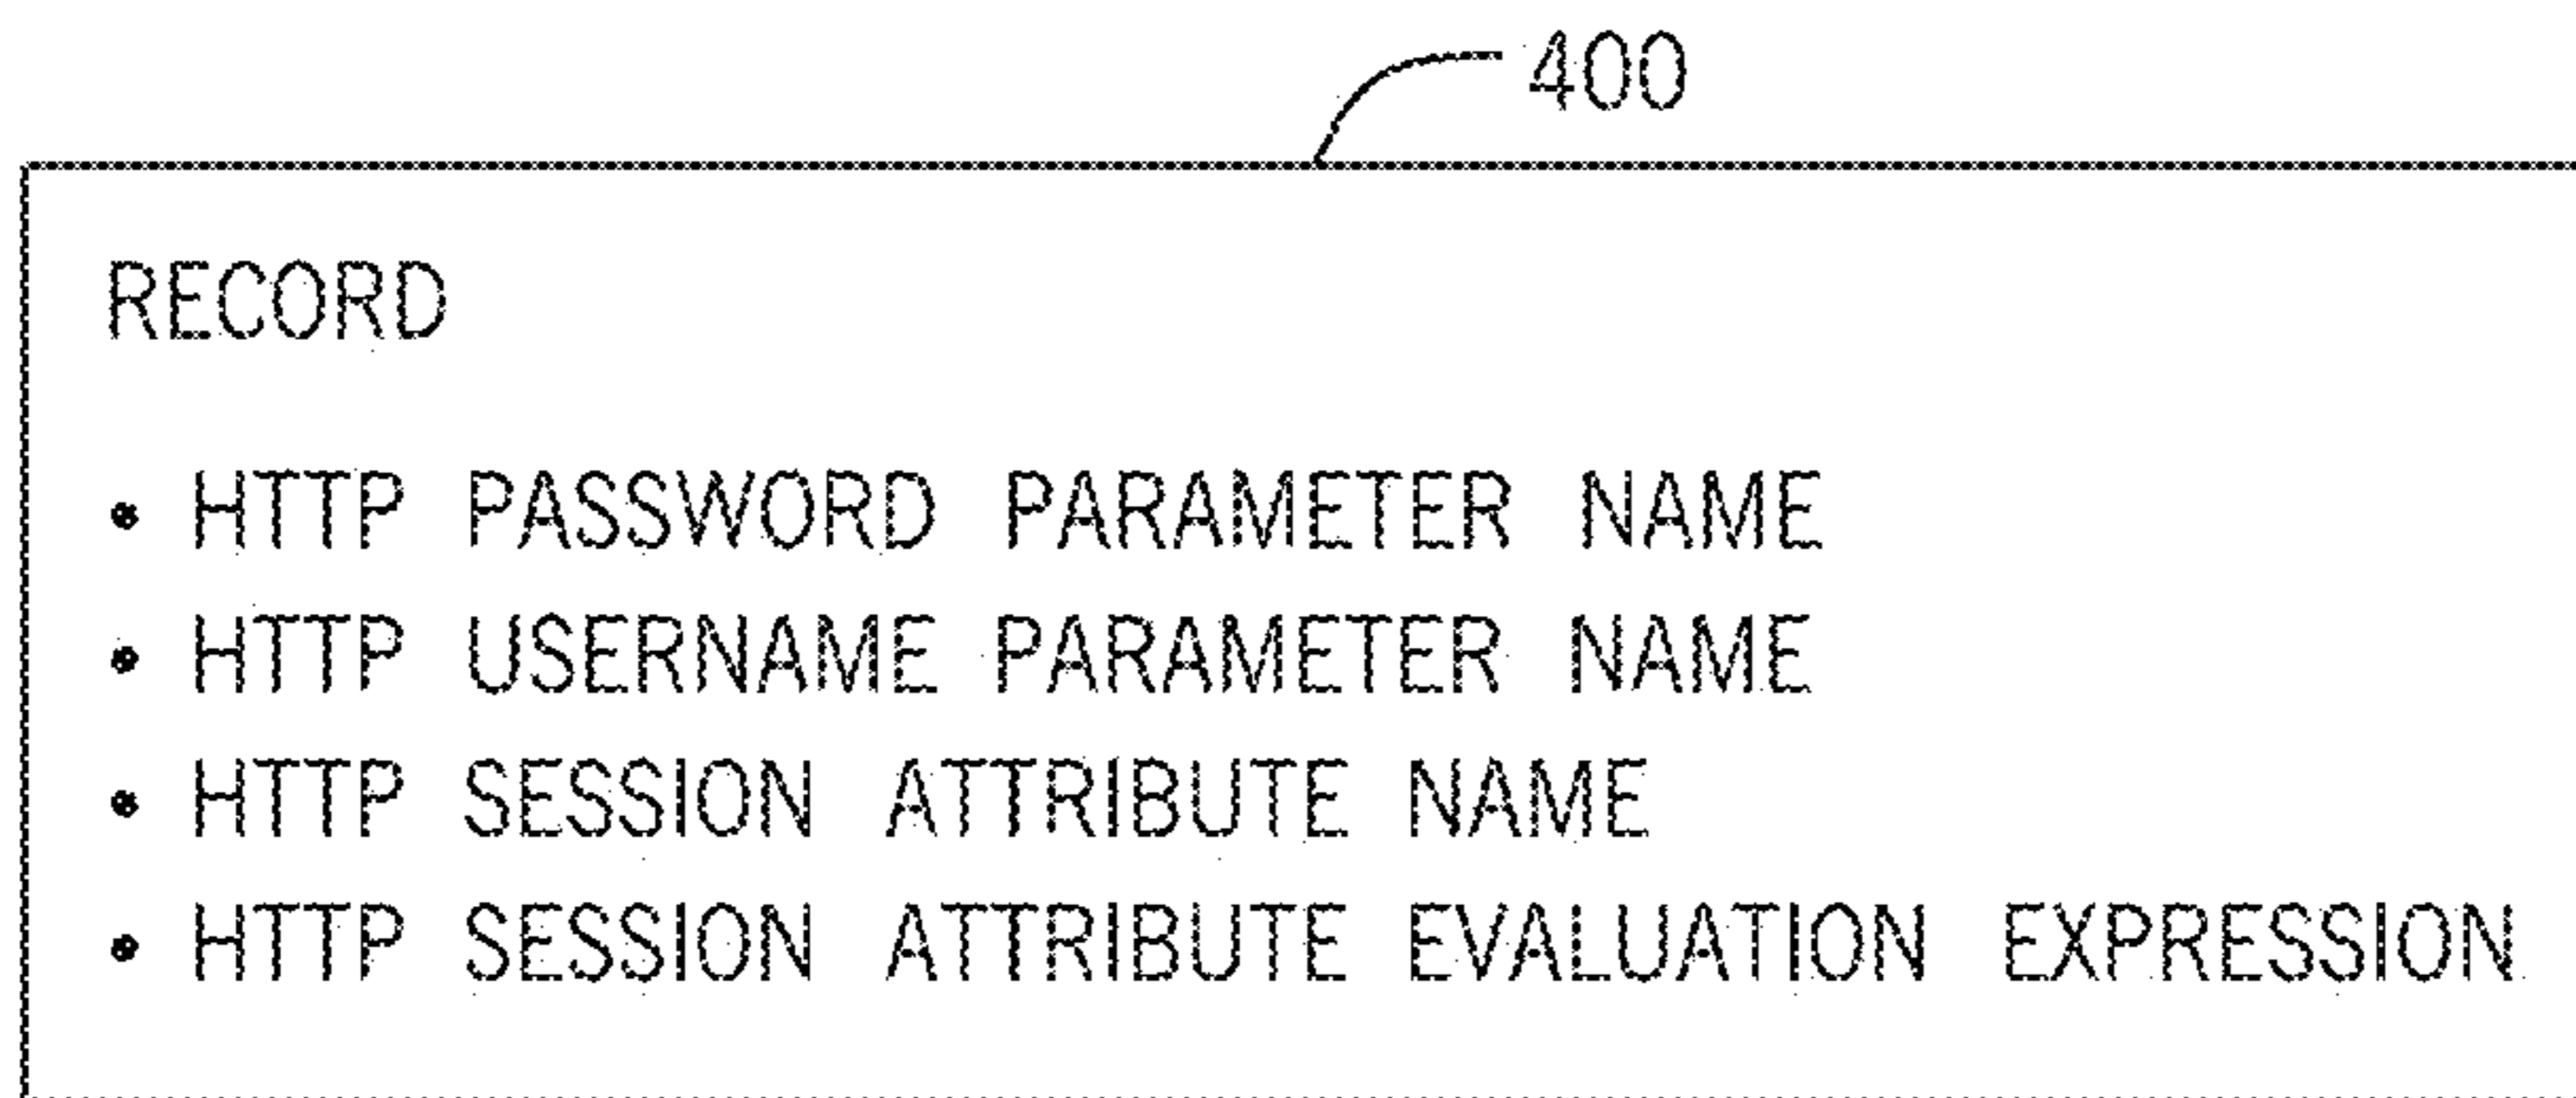 400
RECORD
• HTTP PASSWORD PARAMETER NAME
• HTTP USERNAME PARAMETER NAME
• HTTP SESSION ATTRIBUTE NAME
• HTTP SESSION ATTRIBUTE EVALUATION EXPRESSION